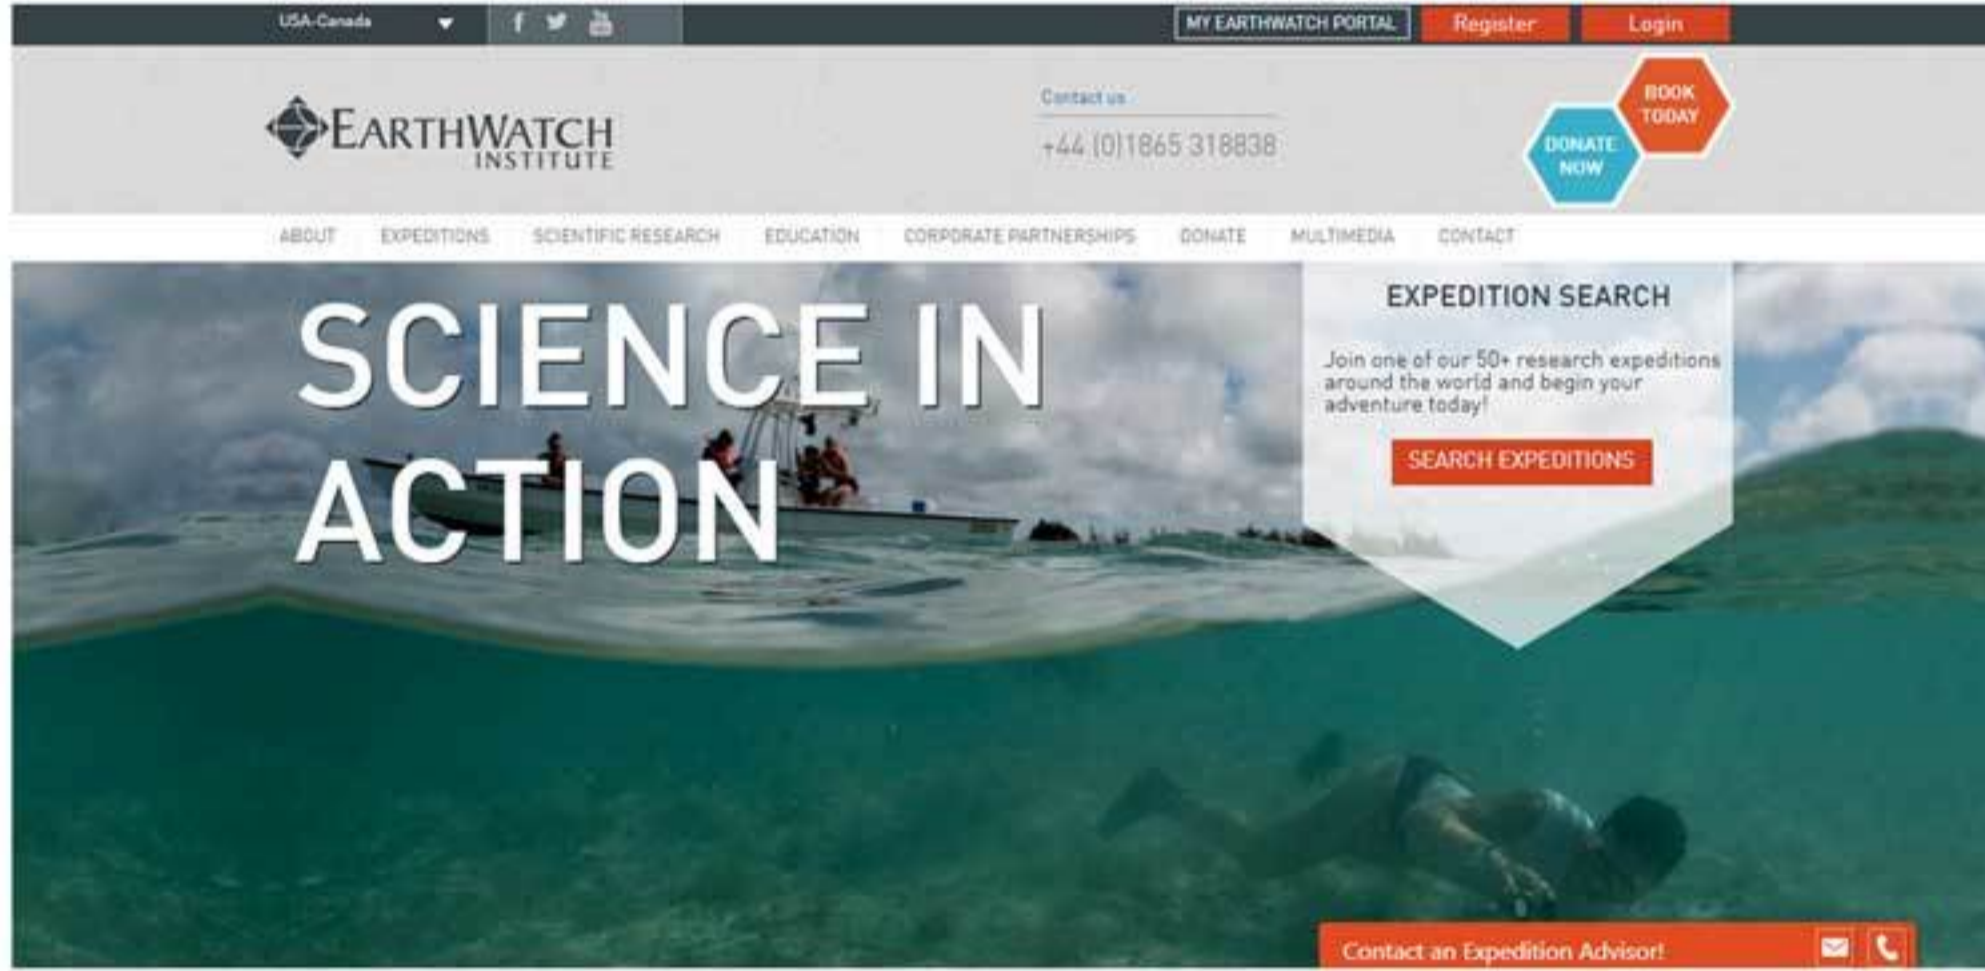 USA-Canada
MY EARTHWATCH PORTAL
Register
Login
EARTHWATCH
INSTITUTE
Contact us
+44 (0)1865 318838
BOOK
TODAY
DONATE
NOW
ABOUT EXPEDITIONS SCIENTIFIC RESEARCH EDUCATION CORPORATE PARTNERSHIPS DONATE MULTIMEDIA CONTACT
SCIENCE IN
ACTION
EXPEDITION SEARCH
Join one of our 50+ research expeditions
around the world and begin your
adventure today!
SEARCH EXPEDITIONS
Contact an Expedition Advisor!